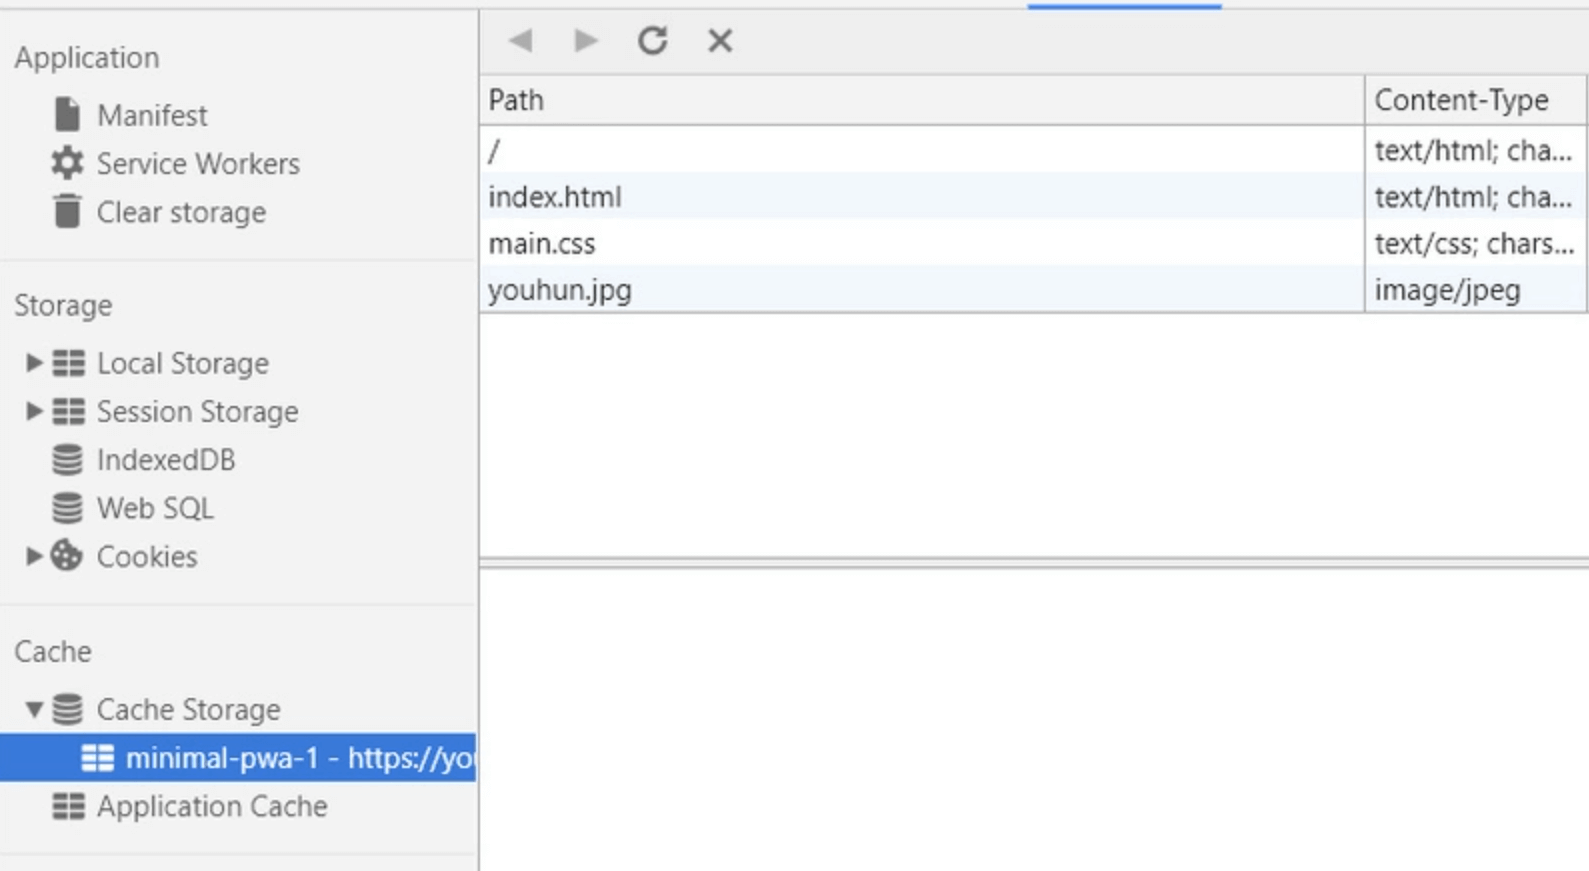 Application
Manifest
Service Workers
Clear storage
Storage
Local Storage
Session Storage
IndexedDB
Web SQL
Cookies
Cache
Cache Storage
minimal-pwa-1 - https://you
Application Cache
Path Content-Type
/ text/html; cha...
index.html text/html; cha...
main.css text/css; chars...
youhun.jpg image/jpeg